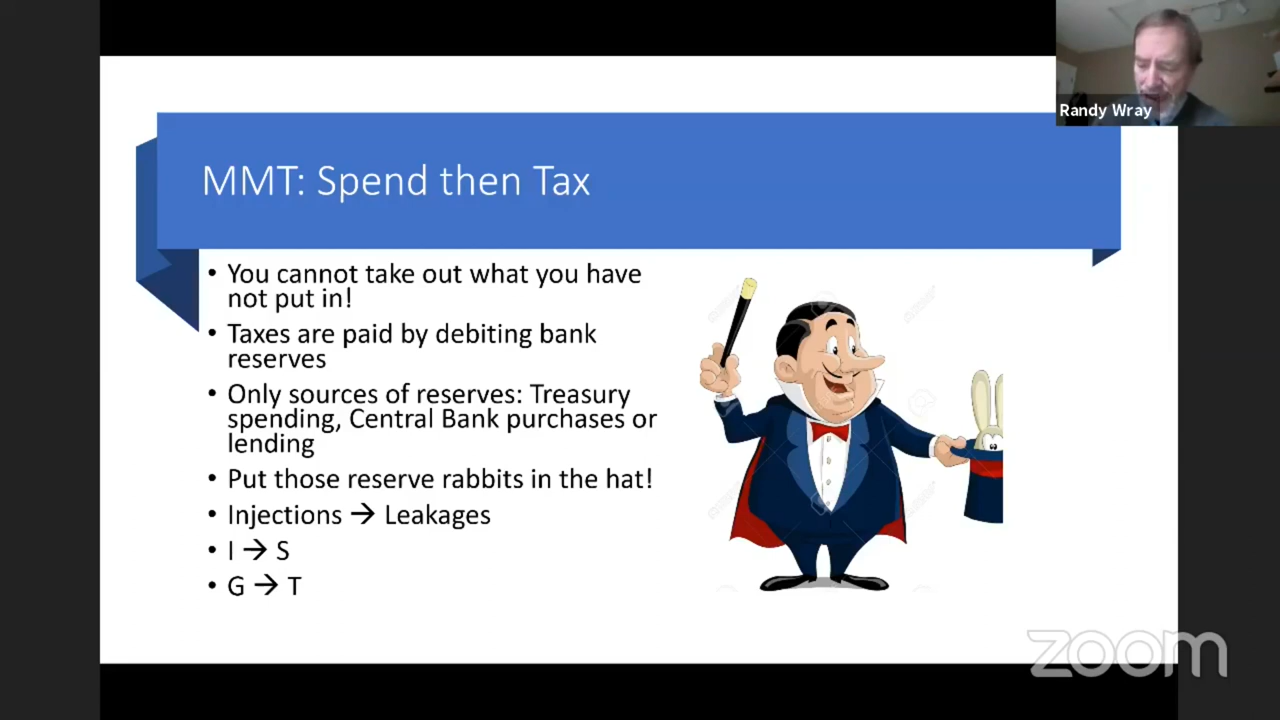 Randy Wray
MMT: Spend then Tax
• You cannot take out what you have
not put in!
• Taxes are paid by debiting bank
reserves
• Only sources of reserves: Treasury
spending, Central Bank purchases or
lending
• Put those reserve rabbits in the hat!
• Injections → Leakages
• I → S
• G → T
zoom